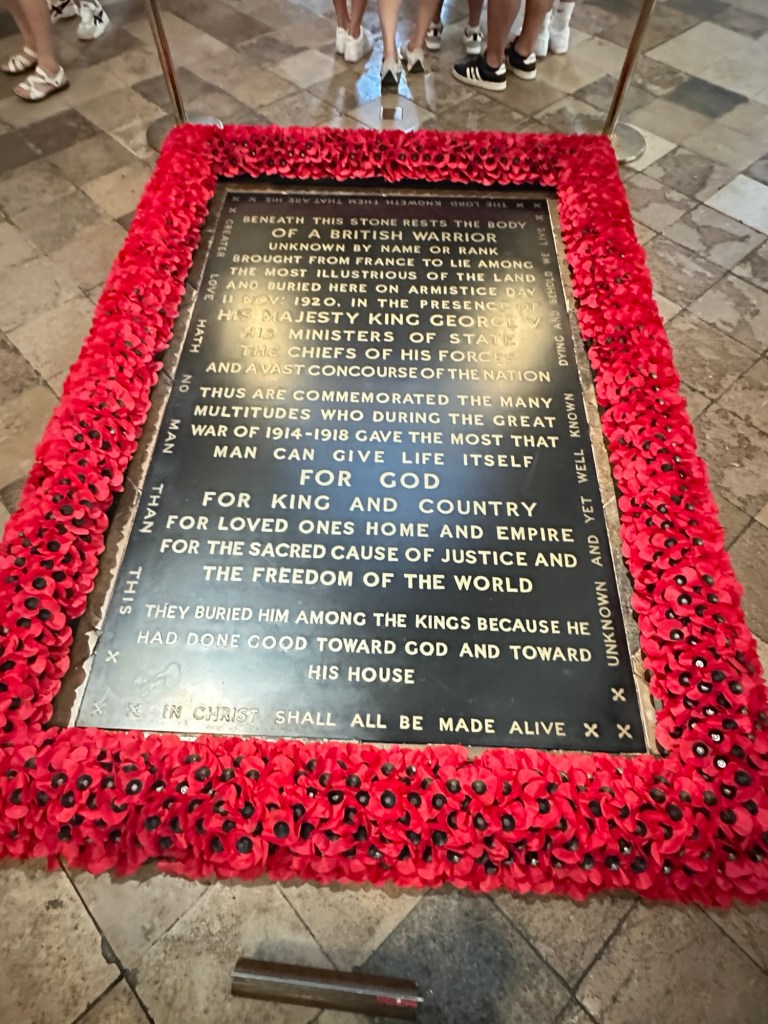 BENEATH THIS STONE RESTS THE BODY
OF A BRITISH WARRIOR
UNKNOWN BY NAME OR RANK
BROUGHT FROM FRANCE TO LIE AMONG
THE MOST ILLUSTRIOUS OF THE LAND
AND BURIED HERE ON ARMISTICE DAY
11 NOV: 1920, IN THE PRESENCE OF
HIS MAJESTY KING GEORGE V
HIS MINISTERS OF STATE
THE CHIEFS OF HIS FORCES
AND A VAST CONCOURSE OF THE NATION
THUS ARE COMMEMORATED THE MANY
MULTITUDES WHO DURING THE GREAT
WAR OF 1914-1918 GAVE THE MOST THAT
MAN CAN GIVE LIFE ITSELF
FOR GOD
FOR KING AND COUNTRY
FOR LOVED ONES HOME AND EMPIRE
FOR THE SACRED CAUSE OF JUSTICE AND
THE FREEDOM OF THE WORLD
THEY BURIED HIM AMONG THE KINGS BECAUSE HE
HAD DONE GOOD TOWARD GOD AND TOWARD
HIS HOUSE
THE LORD KNOWETH THEM THAT ARE HIS
GREATER LOVE HATH NO MAN THAN THIS
UNKNOWN AND YET WELL KNOWN DYING AND BEHOLD WE LIVE
IN CHRIST SHALL ALL BE MADE ALIVE